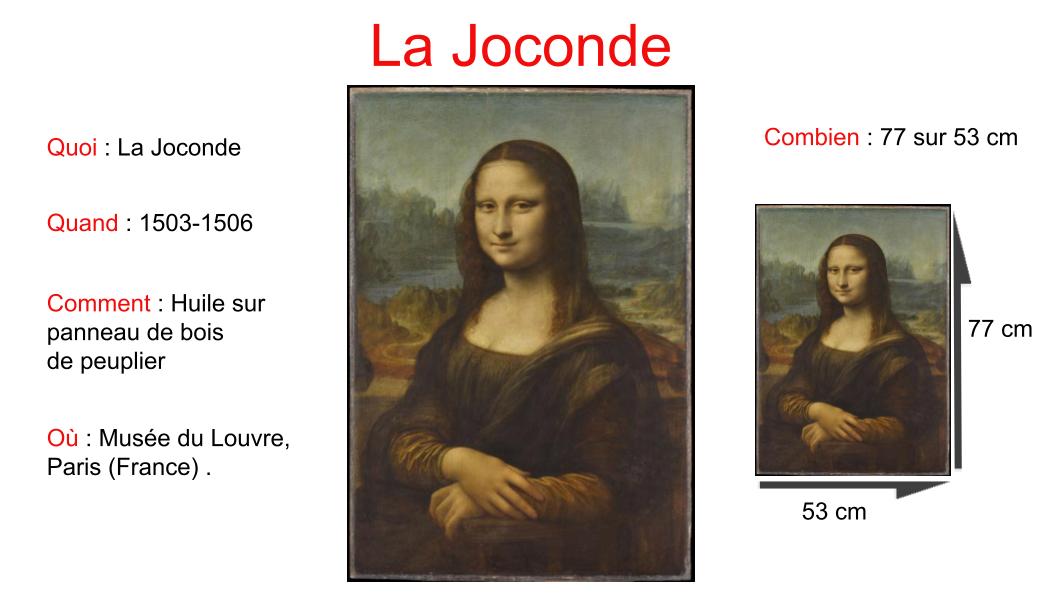 La Joconde
Quoi : La Joconde
Quand : 1503-1506
Comment : Huile sur
panneau de bois
de peuplier
Où : Musée du Louvre,
Paris (France) .
Combien : 77 sur 53 cm
77 cm
53 cm